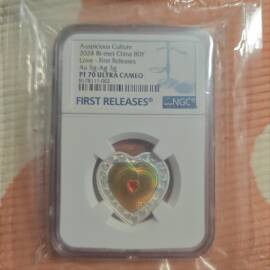 Auspicious Culture
2024 Bi-met China 80Y
Love - First Releases
Au 5g-Ag 3g
PF 70 ULTRA CAMEO
FIRST RELEASES®
NGC®